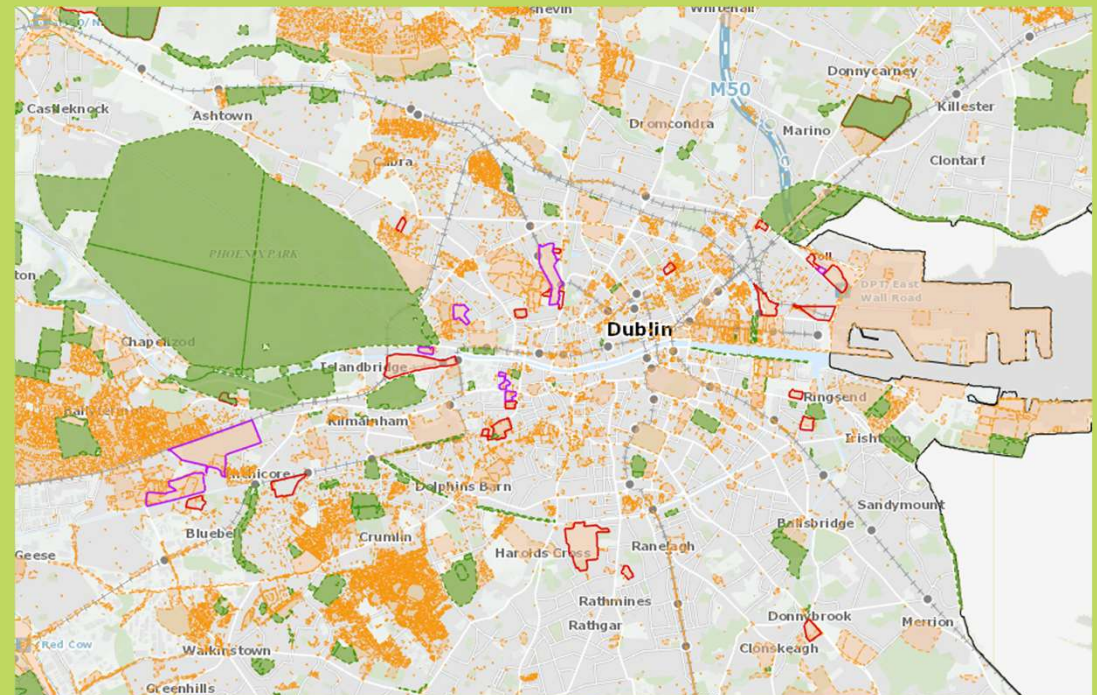 Whitehall
Donnycarney
Castleknock
Ashtown
M50
Killester
Dromcondra
Marino
Cabra
Clontarf
PHOENIX PARK
DPT, East
Wall Road
Dublin
Chapelizod
Islandbridge
Ringsend
Kilmainham
Irishtown
Inchicore
Dolphins Barn
Sandymount
Bluebell
Crumlin
Ballsbridge
Geese
Harolds Cross
Ranelagh
Rathmines
Donnybrook
Rathgar
Merrion
Red Cow
Walkinstown
Clonskeagh
Greenhills